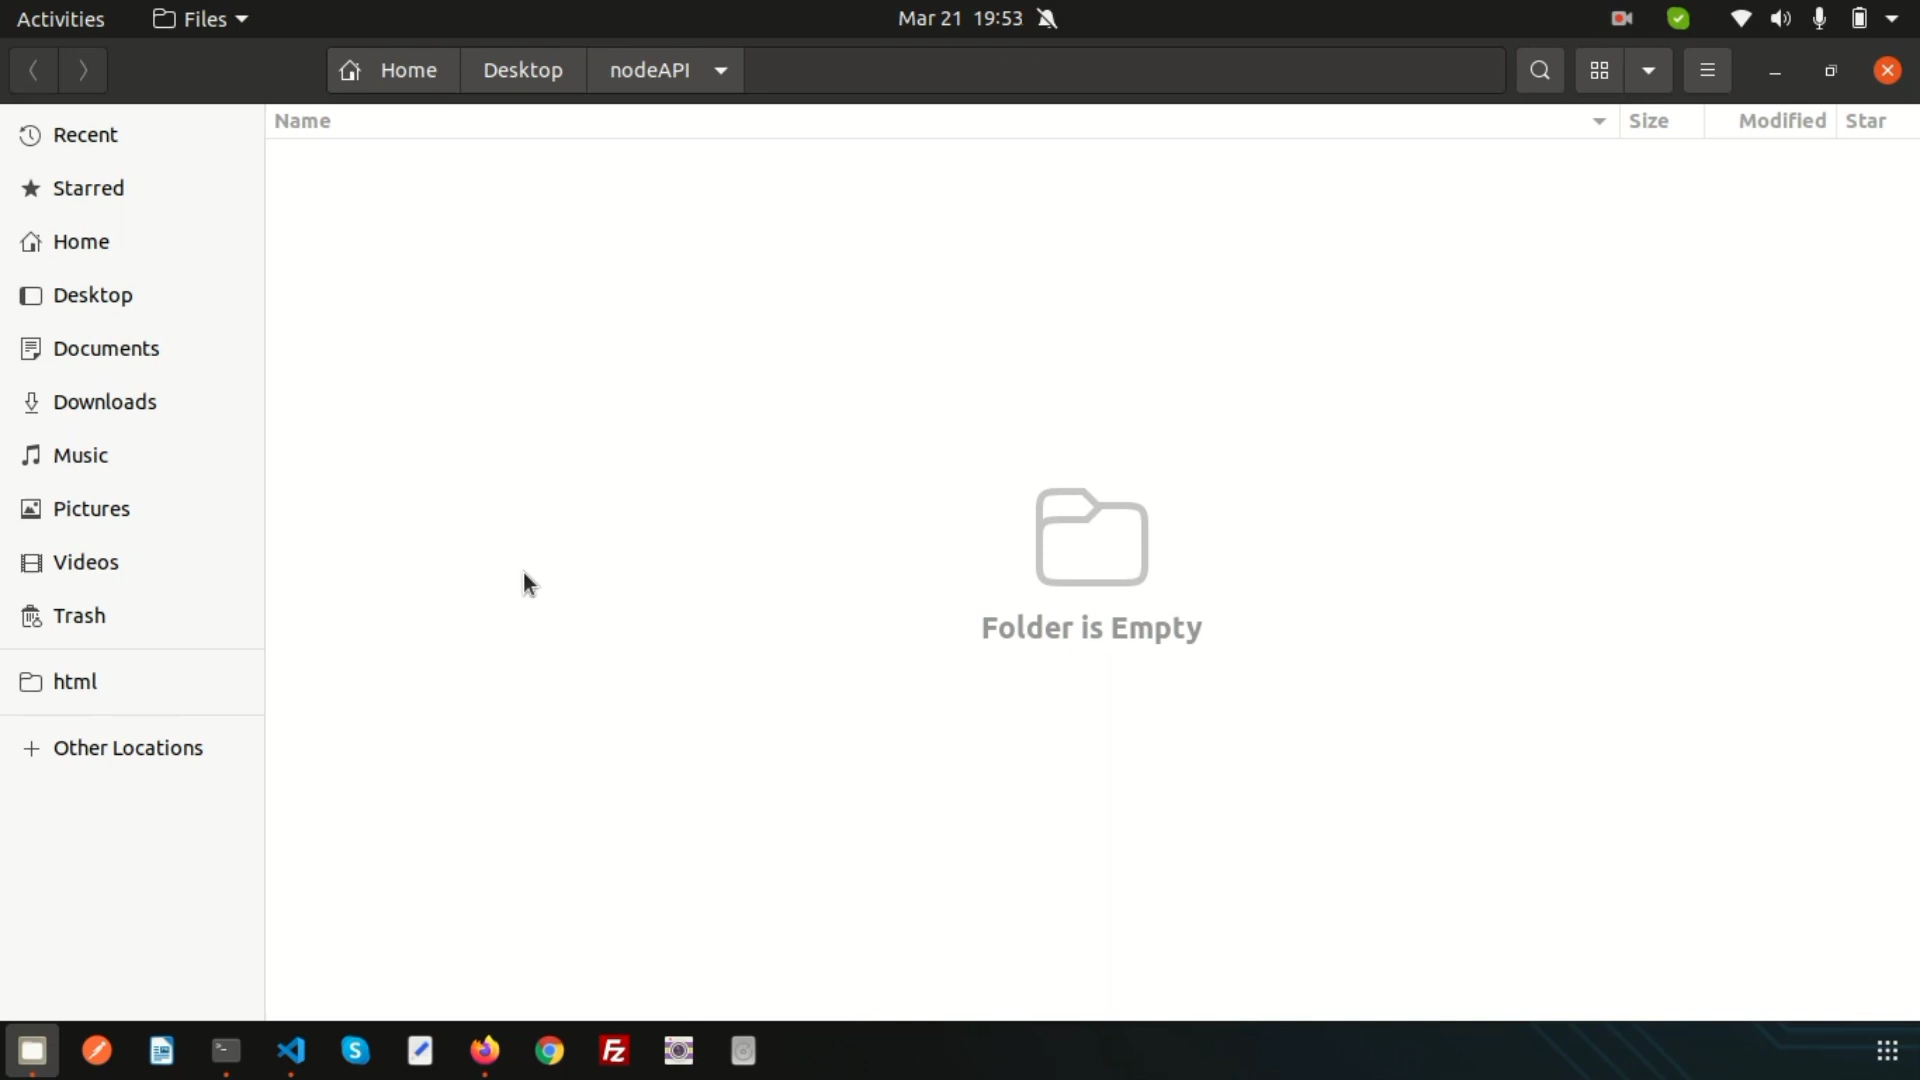 Activities Files Mar 21 19:53
Home Desktop nodeAPI
Name Size Modified Star
Recent
Starred
Home
Desktop
Documents
Downloads
Music
Pictures
Videos
Trash
html
Other Locations
Folder is Empty